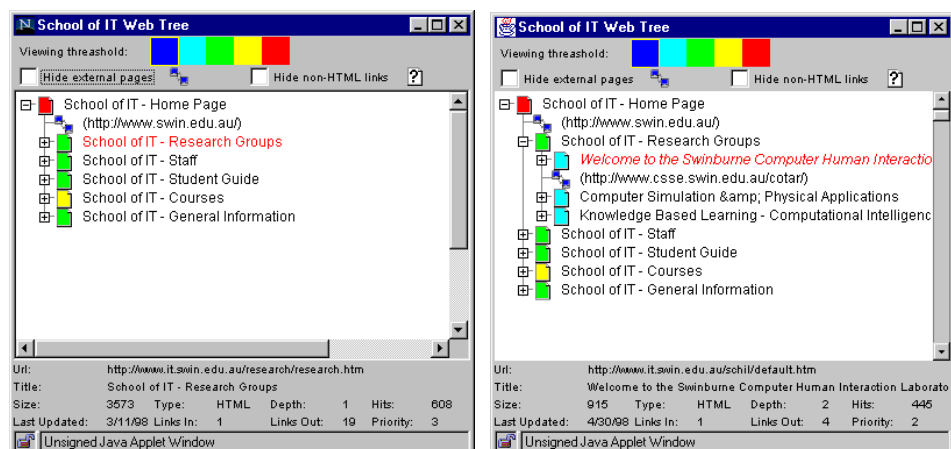 School of IT Web Tree
Viewing threashold:
Hide external pages
Hide non-HTML links
?
School of IT - Home Page
(http://www.swin.edu.au/)
School of IT - Research Groups
School of IT - Staff
School of IT - Student Guide
School of IT - Courses
School of IT - General Information
Url: http://www.it.swin.edu.au/research/research.htm
Title: School of IT - Research Groups
Size: 3573 Type: HTML Depth: 1 Hits: 608
Last Updated: 3/11/98 Links In: 1 Links Out: 19 Priority: 3
Unsigned Java Applet Window
School of IT Web Tree
Viewing threashold:
Hide external pages
Hide non-HTML links
?
School of IT - Home Page
(http://www.swin.edu.au/)
School of IT - Research Groups
Welcome to the Swinburne Computer Human Interactio
(http://www.csse.swin.edu.au/cotar/)
Computer Simulation &amp; Physical Applications
Knowledge Based Learning - Computational Intelligenc
School of IT - Staff
School of IT - Student Guide
School of IT - Courses
School of IT - General Information
Url: http://www.it.swin.edu.au/schil/default.htm
Title: Welcome to the Swinburne Computer Human Interaction Laborato
Size: 915 Type: HTML Depth: 2 Hits: 445
Last Updated: 4/30/98 Links In: 1 Links Out: 4 Priority: 2
Unsigned Java Applet Window